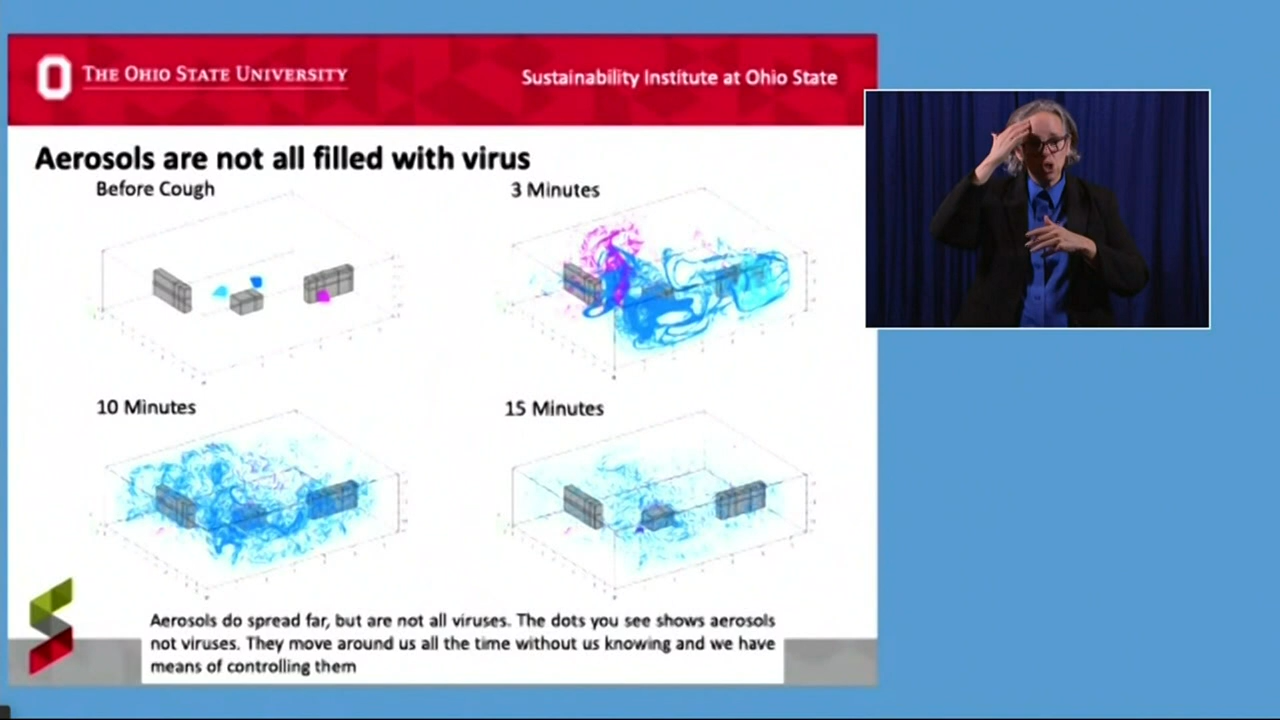 THE OHIO STATE UNIVERSITY
Sustainability Institute at Ohio State
Aerosols are not all filled with virus
Before Cough
3 Minutes
10 Minutes
15 Minutes
Aerosols do spread far, but are not all viruses. The dots you see shows aerosols
not viruses. They move around us all the time without us knowing and we have
means of controlling them